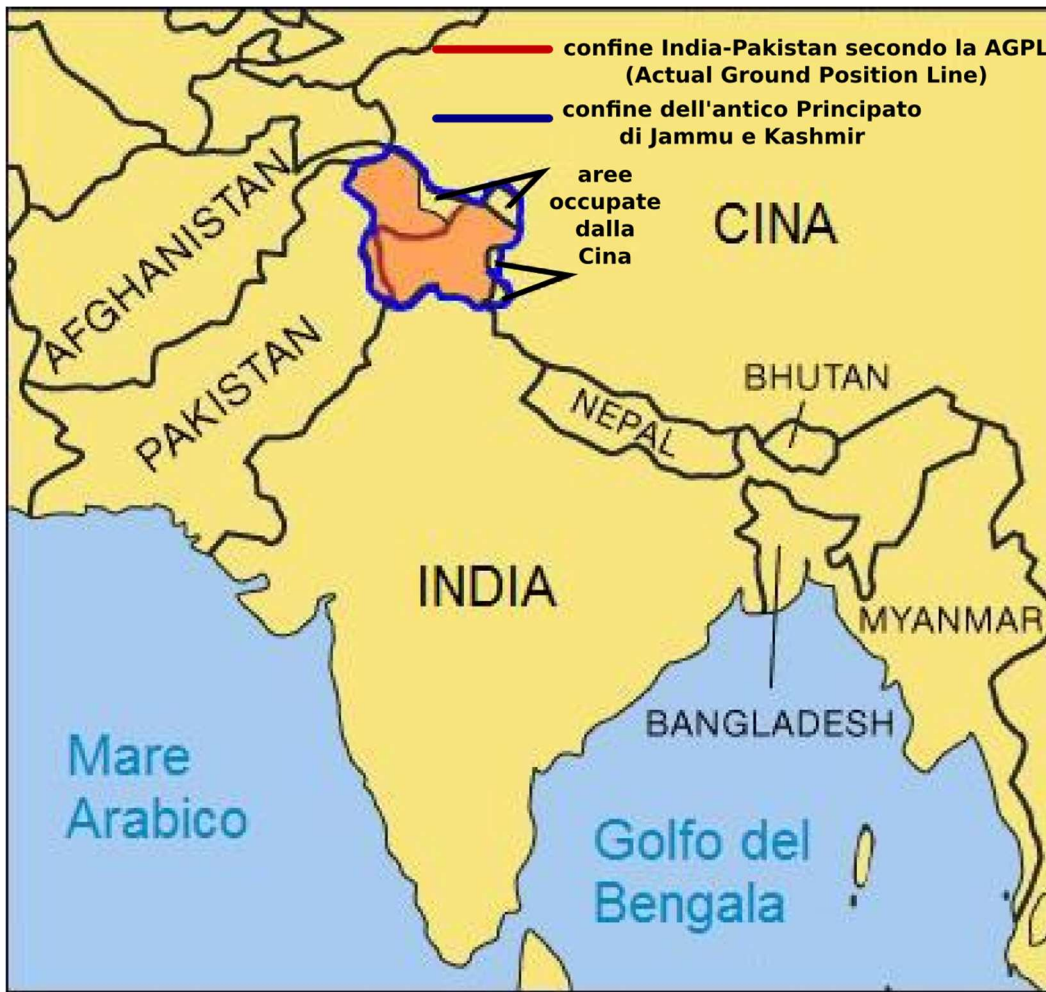 confine India-Pakistan secondo la AGPL
(Actual Ground Position Line)
confine dell'antico Principato
di Jammu e Kashmir
aree
occupate
dalla
Cina
CINA
AFGHANISTAN
PAKISTAN
NEPAL
BHUTAN
INDIA
MYANMAR
BANGLADESH
Mare
Arabico
Golfo del
Bengala